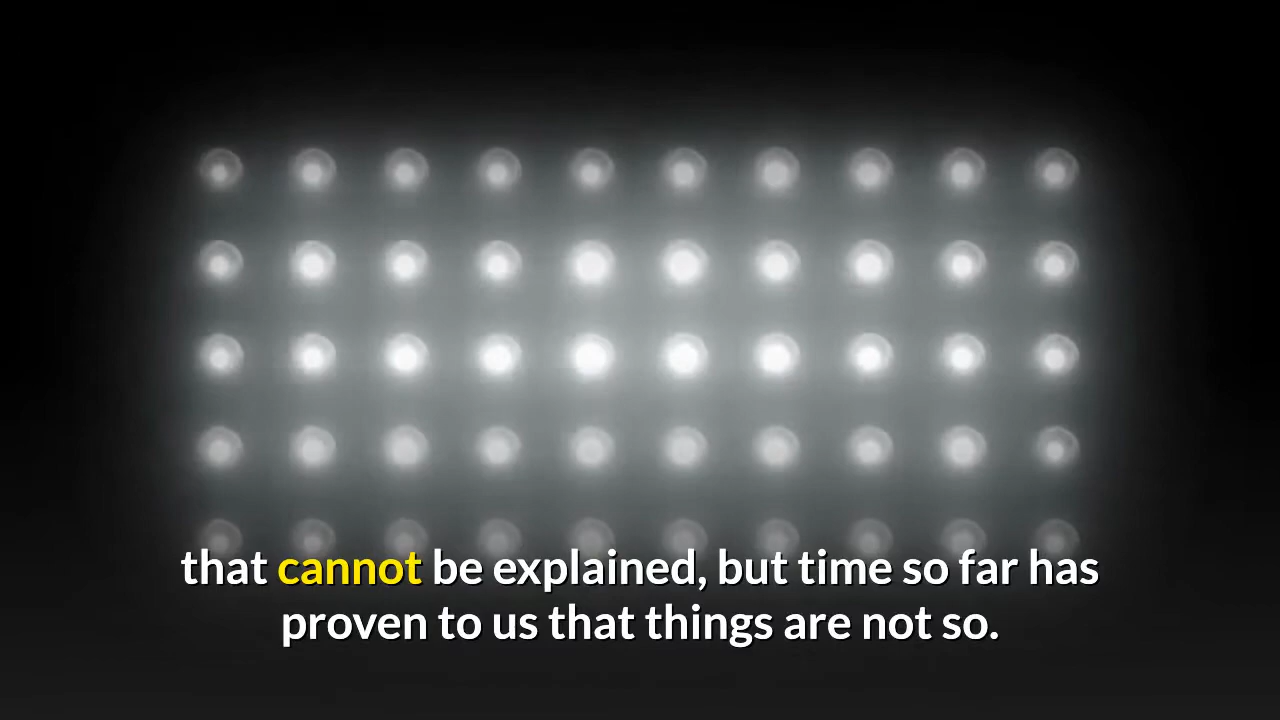 that cannot be explained, but time so far has
proven to us that things are not so.